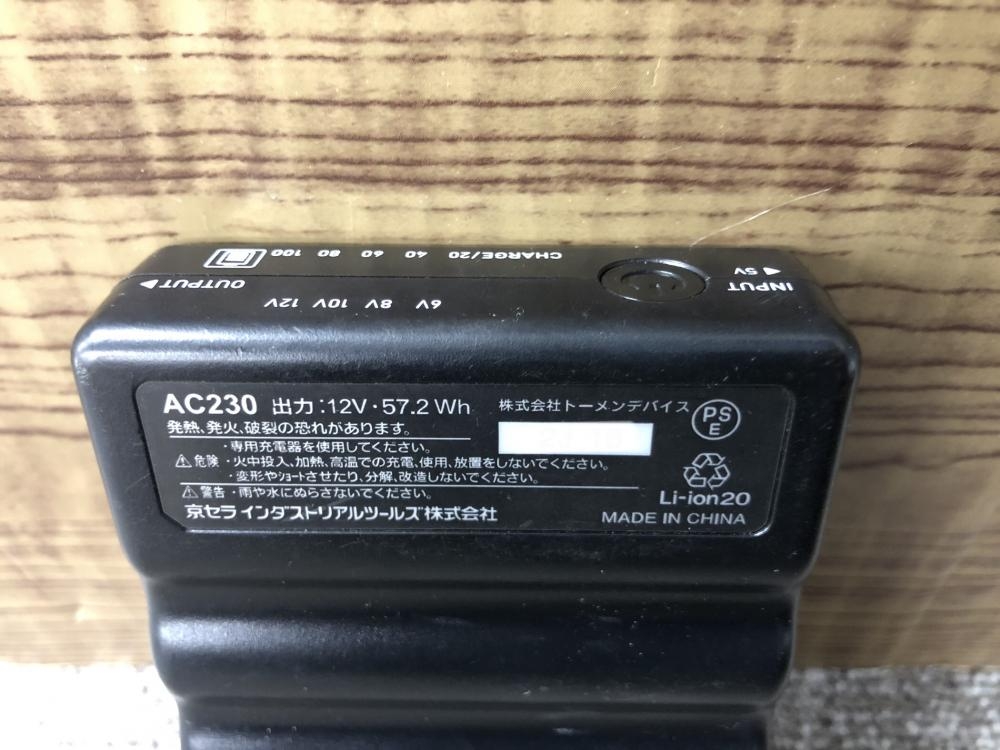 CHARGE/20 40 60 80 100
INPUT
▶ 5V
OUTPUT ▶
6V 8V 10V 12V
AC230 出力:12V・57.2 Wh
株式会社トーメンデバイス
PS
E
発熱、発火、破裂の恐れがあります。
・専用充電器を使用してください。
⚠危険・火中投入、加熱、高温での充電、使用、放置をしないでください。
・変形やショートさせたり、分解、改造しないでください。
⚠警告・雨や水にぬらさないでください。
Li-ion20
京セラ インダストリアルツールズ株式会社
MADE IN CHINA